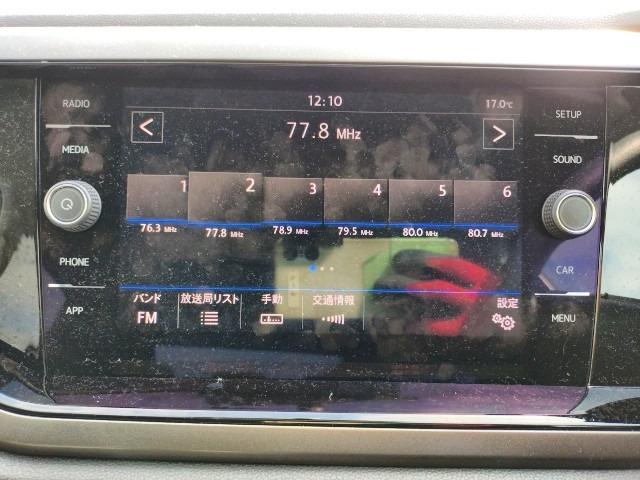 RADIO
MEDIA
PHONE
APP
12:10
17.0℃
77.8 MHz
1
2
3
4
5
6
76.3 MHz
77.8 MHz
78.9 MHz
79.5 MHz
80.0 MHz
80.7 MHz
バンド
放送局リスト
手動
交通情報
設定
FM
SETUP
SOUND
CAR
MENU